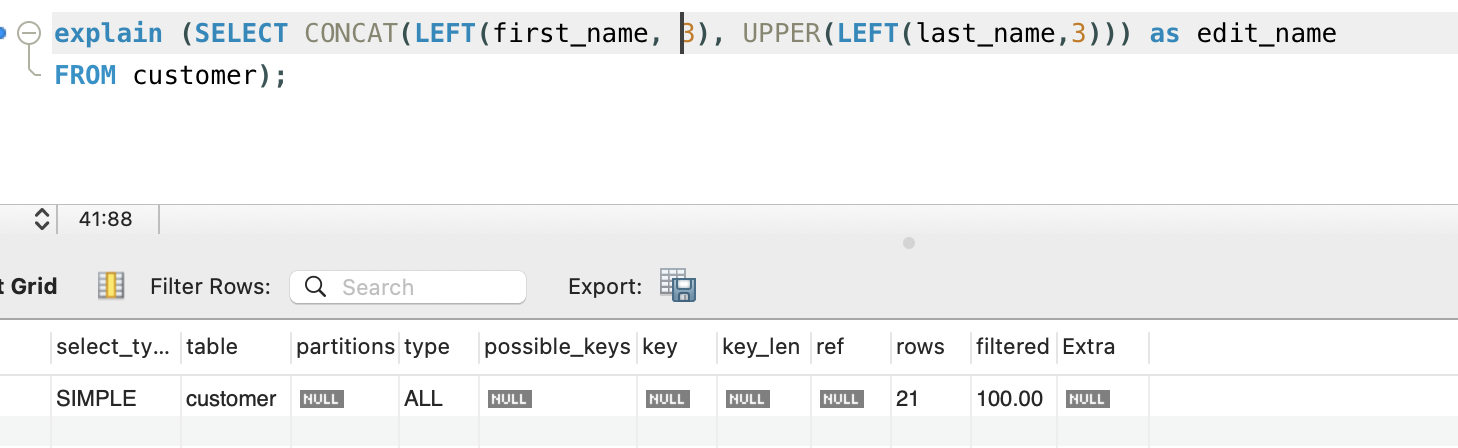 explain (SELECT CONCAT(LEFT(first_name, 3), UPPER(LEFT(last_name,3))) as edit_name
FROM customer);
41:88
t Grid Filter Rows: Search Export:
select_ty... table partitions type possible_keys key key_len ref rows filtered Extra
SIMPLE customer NULL ALL NULL NULL NULL NULL 21 100.00 NULL